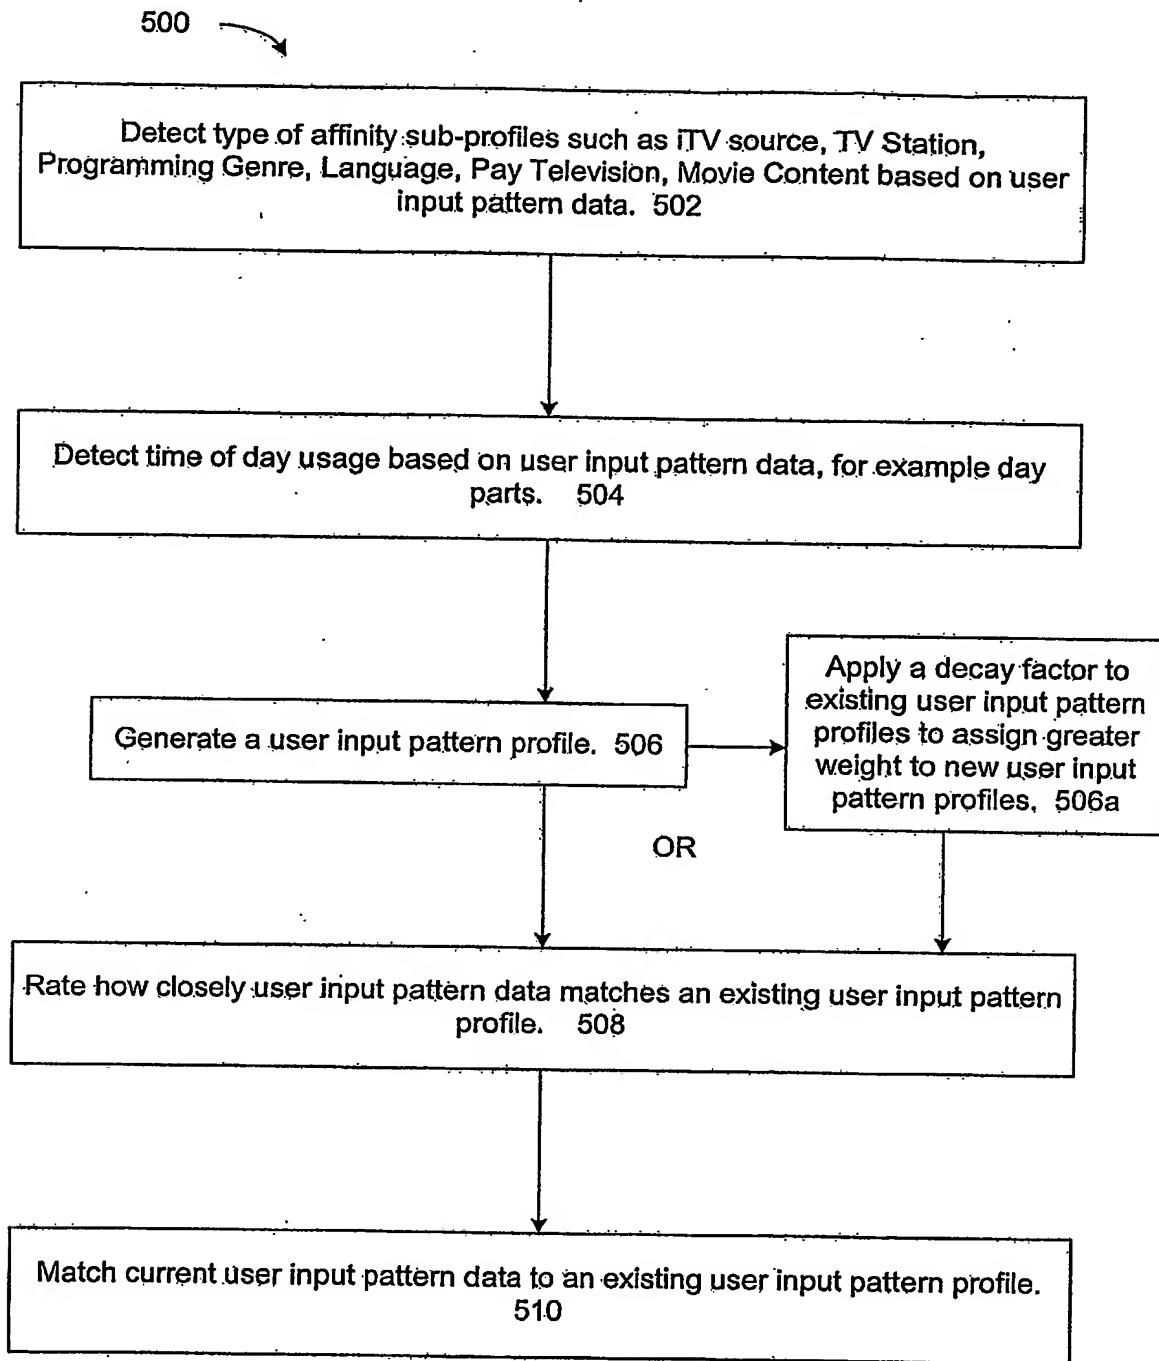 500
Detect type of affinity sub-profiles such as iTV source, TV Station,
Programming Genre, Language, Pay Television, Movie Content based on user
input pattern data. 502
Detect time of day usage based on user input pattern data, for example day
parts. 504
Generate a user input pattern profile. 506
Apply a decay factor to
existing user input pattern
profiles to assign greater
weight to new user input
pattern profiles. 506a
OR
Rate how closely user input pattern data matches an existing user input pattern
profile. 508
Match current user input pattern data to an existing user input pattern profile.
510